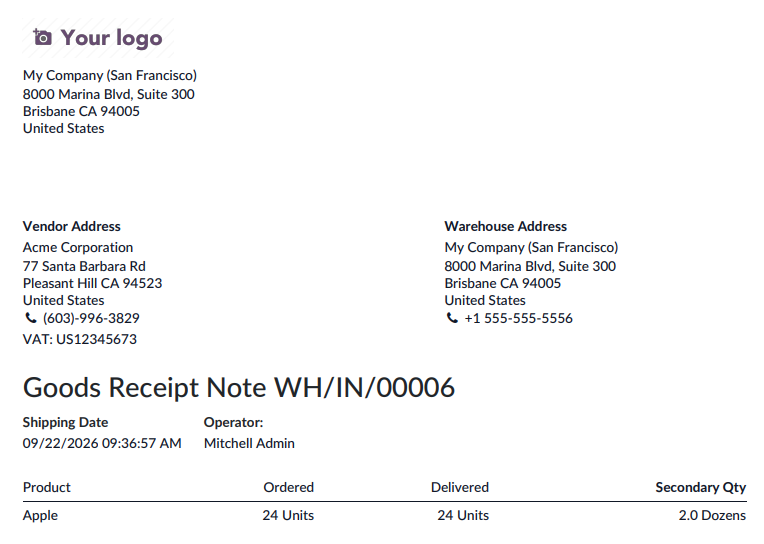 Your logo
My Company (San Francisco)
8000 Marina Blvd, Suite 300
Brisbane CA 94005
United States
Vendor Address
Acme Corporation
77 Santa Barbara Rd
Pleasant Hill CA 94523
United States
(603)-996-3829
VAT: US12345673
Warehouse Address
My Company (San Francisco)
8000 Marina Blvd, Suite 300
Brisbane CA 94005
United States
+1 555-555-5556
Goods Receipt Note WH/IN/00006
Shipping Date Operator:
09/22/2026 09:36:57 AM Mitchell Admin
Product Ordered Delivered Secondary Qty
Apple 24 Units 24 Units 2.0 Dozens